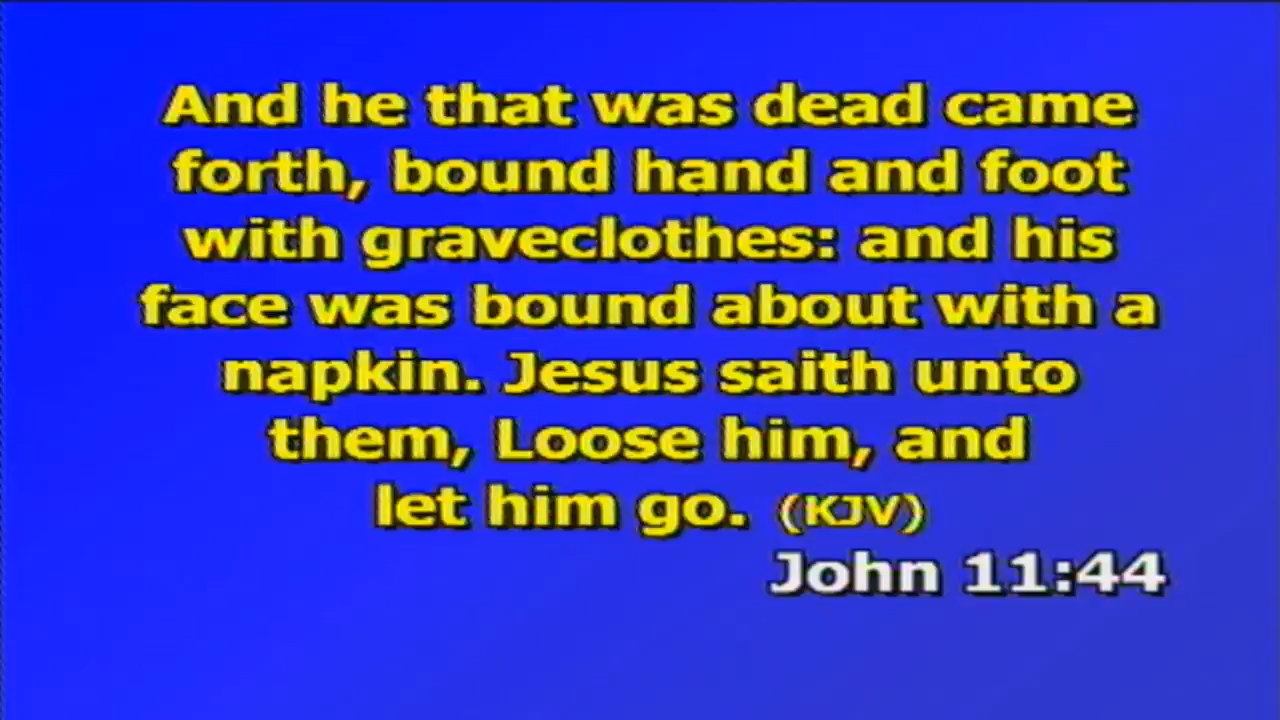 And he that was dead came
forth, bound hand and foot
with graveclothes: and his
face was bound about with a
napkin. Jesus saith unto
them, Loose him, and
let him go. (KJV)
John 11:44